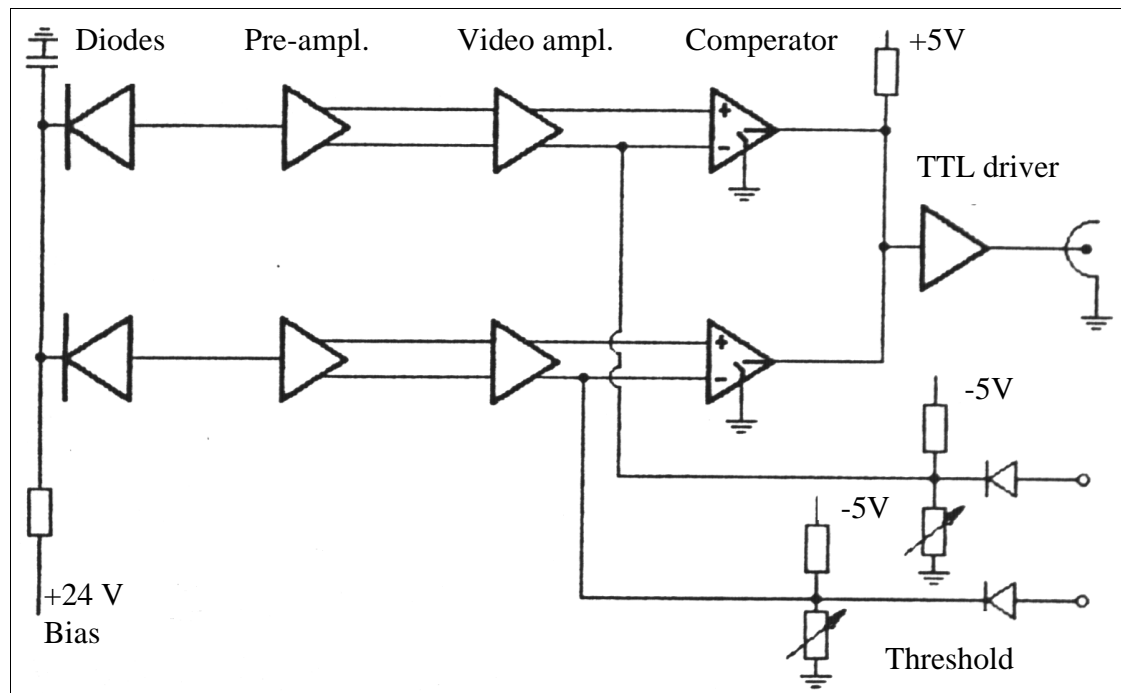 Diodes Pre-ampl. Video ampl. Comperator +5V
+
-
TTL driver
+
-
-5V
-5V
+24 V
Bias
Threshold